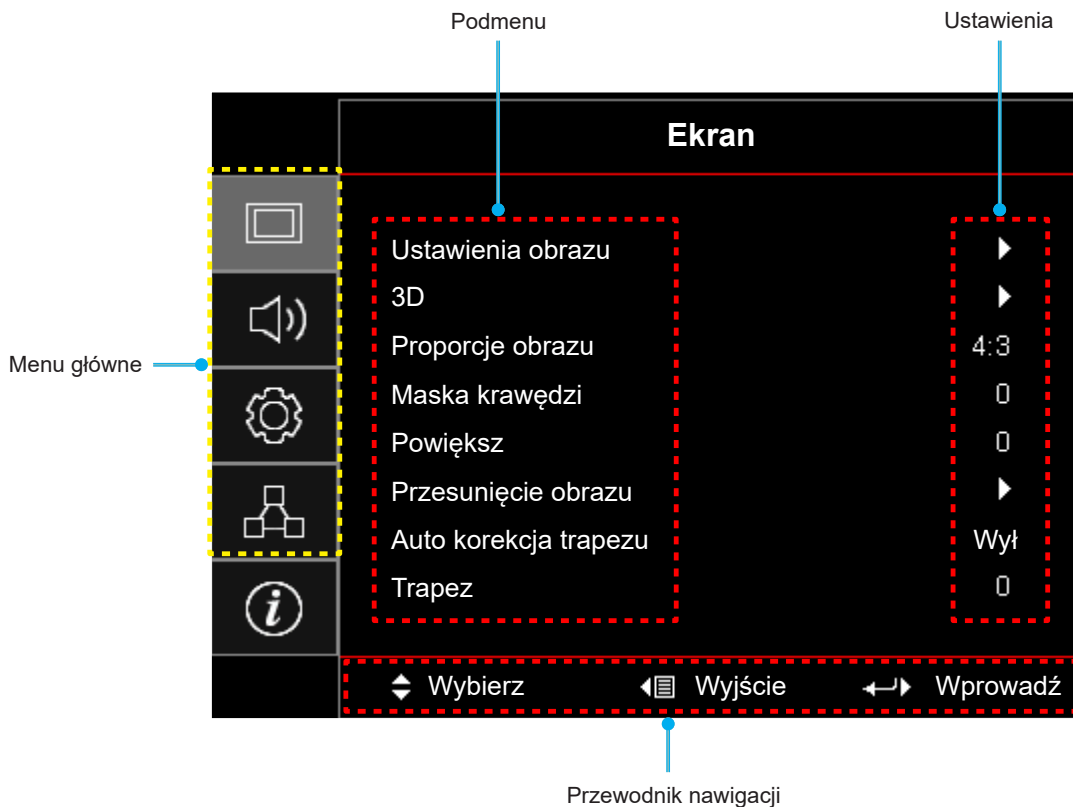 Podmenu
Ustawienia
Ekran
Menu główne
Ustawienia obrazu
3D
Proporcje obrazu 4:3
Maska krawędzi 0
Powiększ 0
Przesunięcie obrazu
Auto korekcja trapezu Wył
Trapez 0
i
Wybierz Wyjście Wprowadź
Przewodnik nawigacji